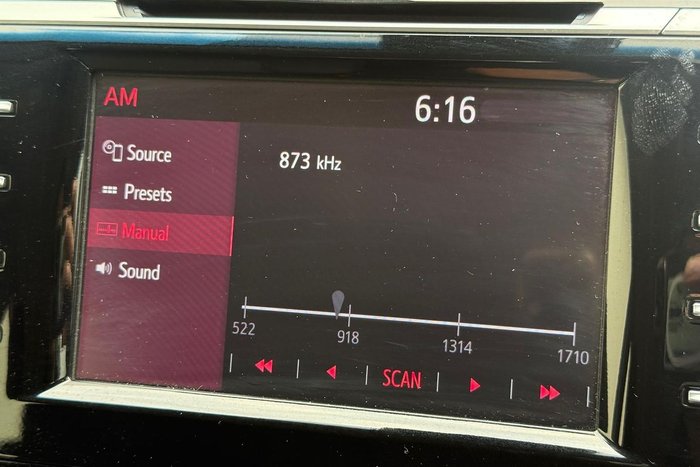 AM
6:16
Source
Presets
Manual
Sound
873 kHz
522
918
1314
1710
SCAN